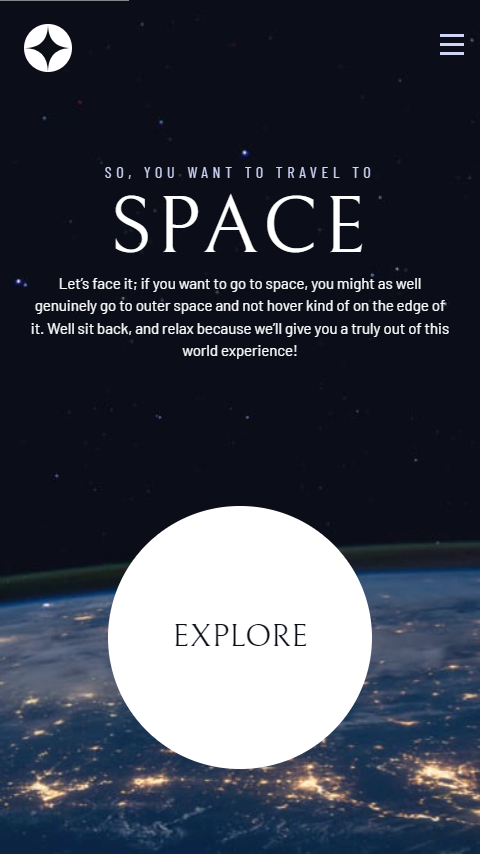 SO, YOU WANT TO TRAVEL TO
SPACE
Let’s face it; if you want to go to space, you might as well
genuinely go to outer space and not hover kind of on the edge of
it. Well sit back, and relax because we’ll give you a truly out of this
world experience!
EXPLORE